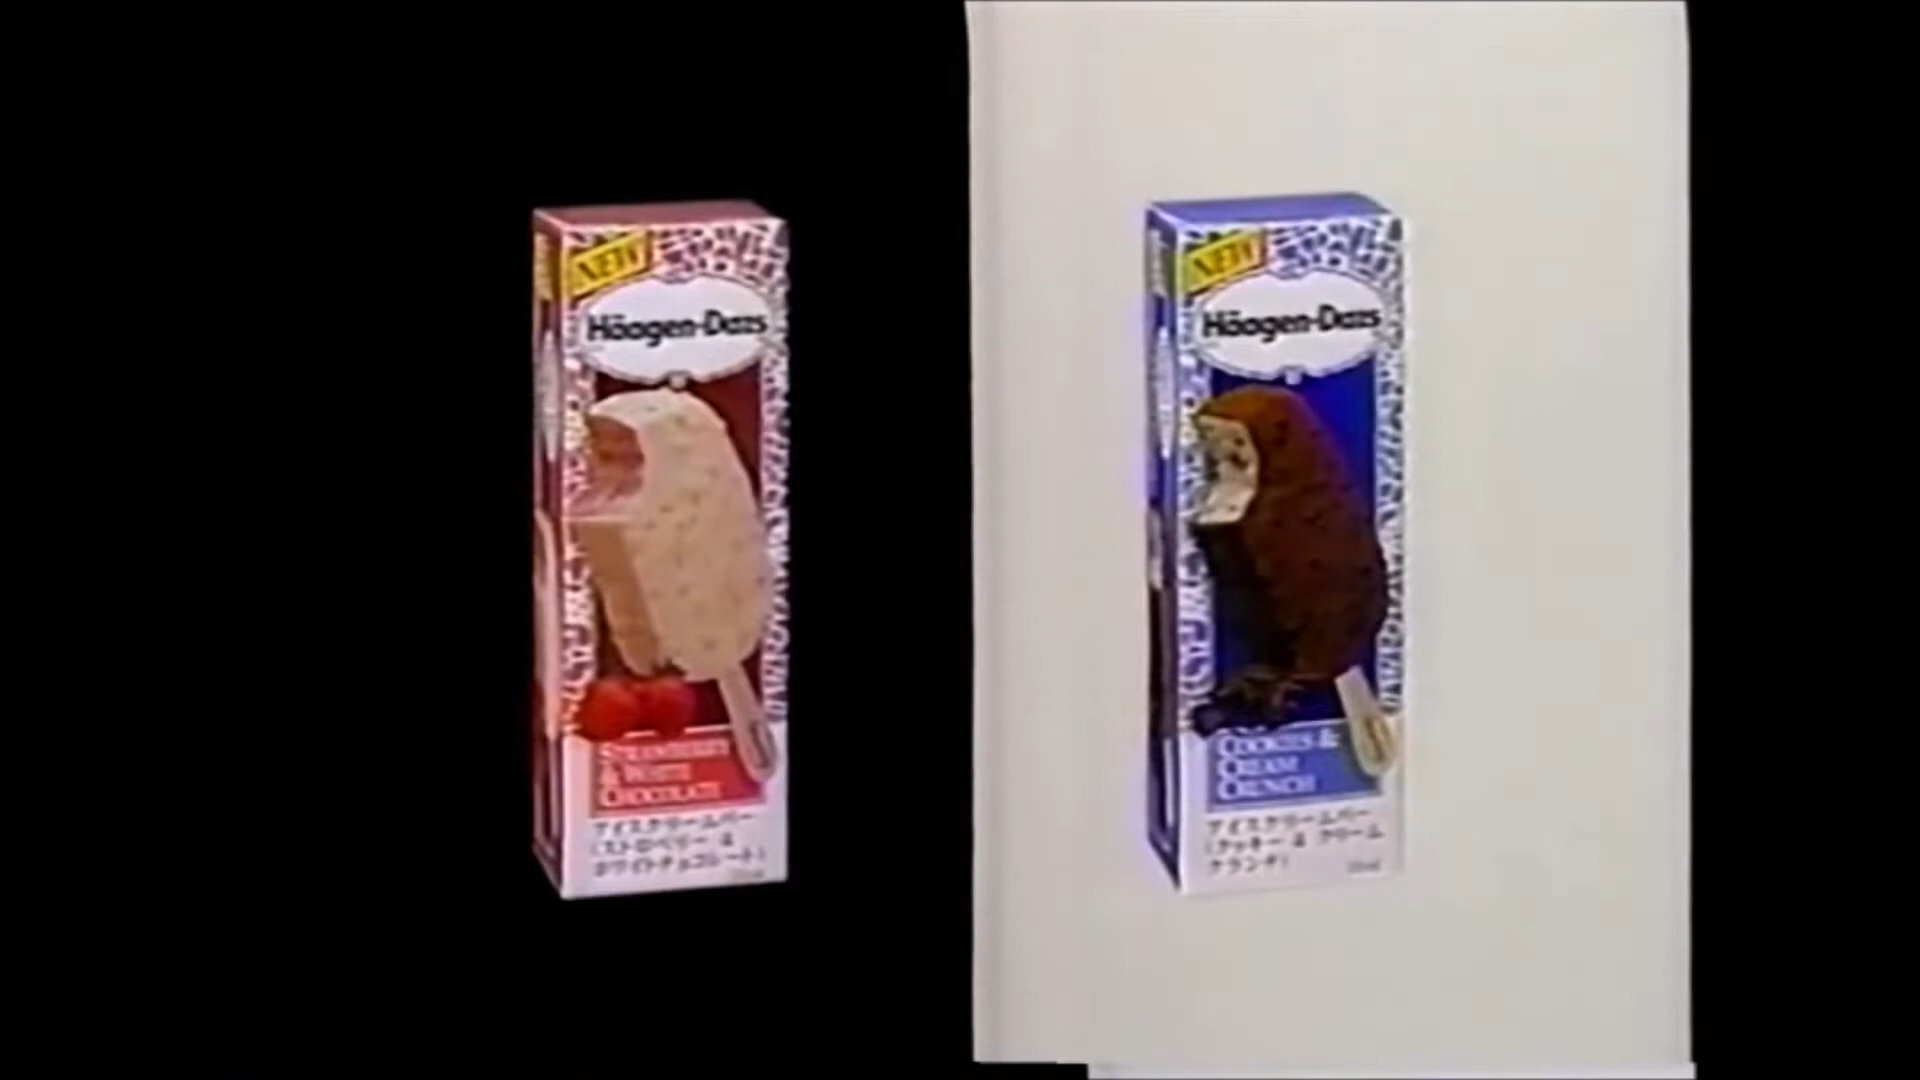 NEW
Häagen-Dazs
STRAWBERRY
& WHITE
CHOCOLATE
アイスクリームバー
(ストロベリー &
ホワイトチョコレート)
NEW
Häagen-Dazs
COOKIES &
CREAM
CRUNCH
アイスクリームバー
(クッキー & クリーム
クランチ)